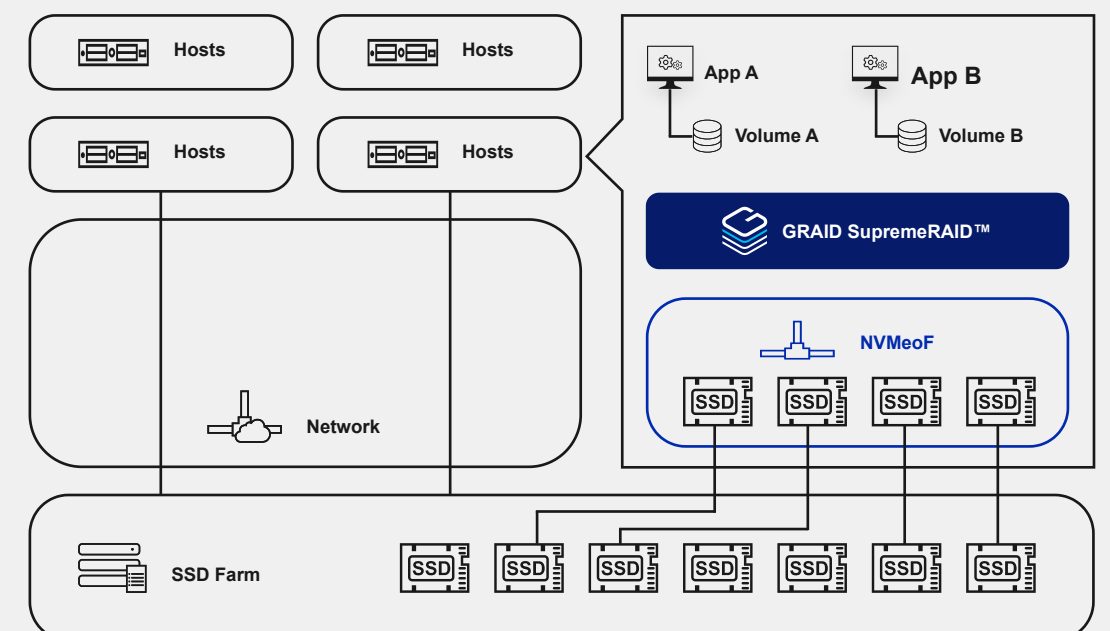 Hosts
Hosts
Hosts
Hosts
App A
App B
Volume A
Volume B
GRAID SupremeRAID™
NVMeoF
SSD
SSD
SSD
SSD
Network
SSD Farm
SSD
SSD
SSD
SSD
SSD
SSD
SSD